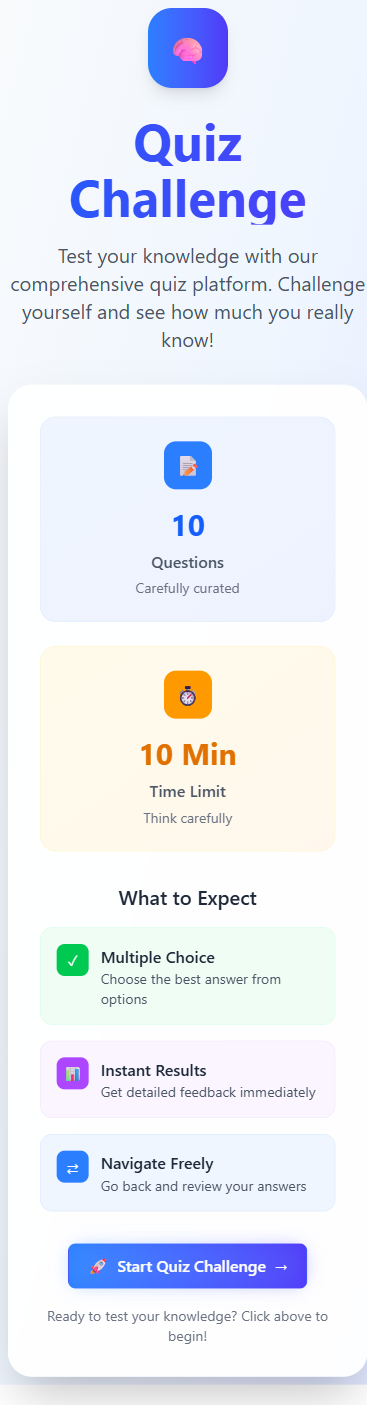 Quiz
Challenge
Test your knowledge with our
comprehensive quiz platform. Challenge
yourself and see how much you really
know!
10
Questions
Carefully curated
10 Min
Time Limit
Think carefully
What to Expect
Multiple Choice
Choose the best answer from
options
Instant Results
Get detailed feedback immediately
Navigate Freely
Go back and review your answers
Start Quiz Challenge →
Ready to test your knowledge? Click above to
begin!